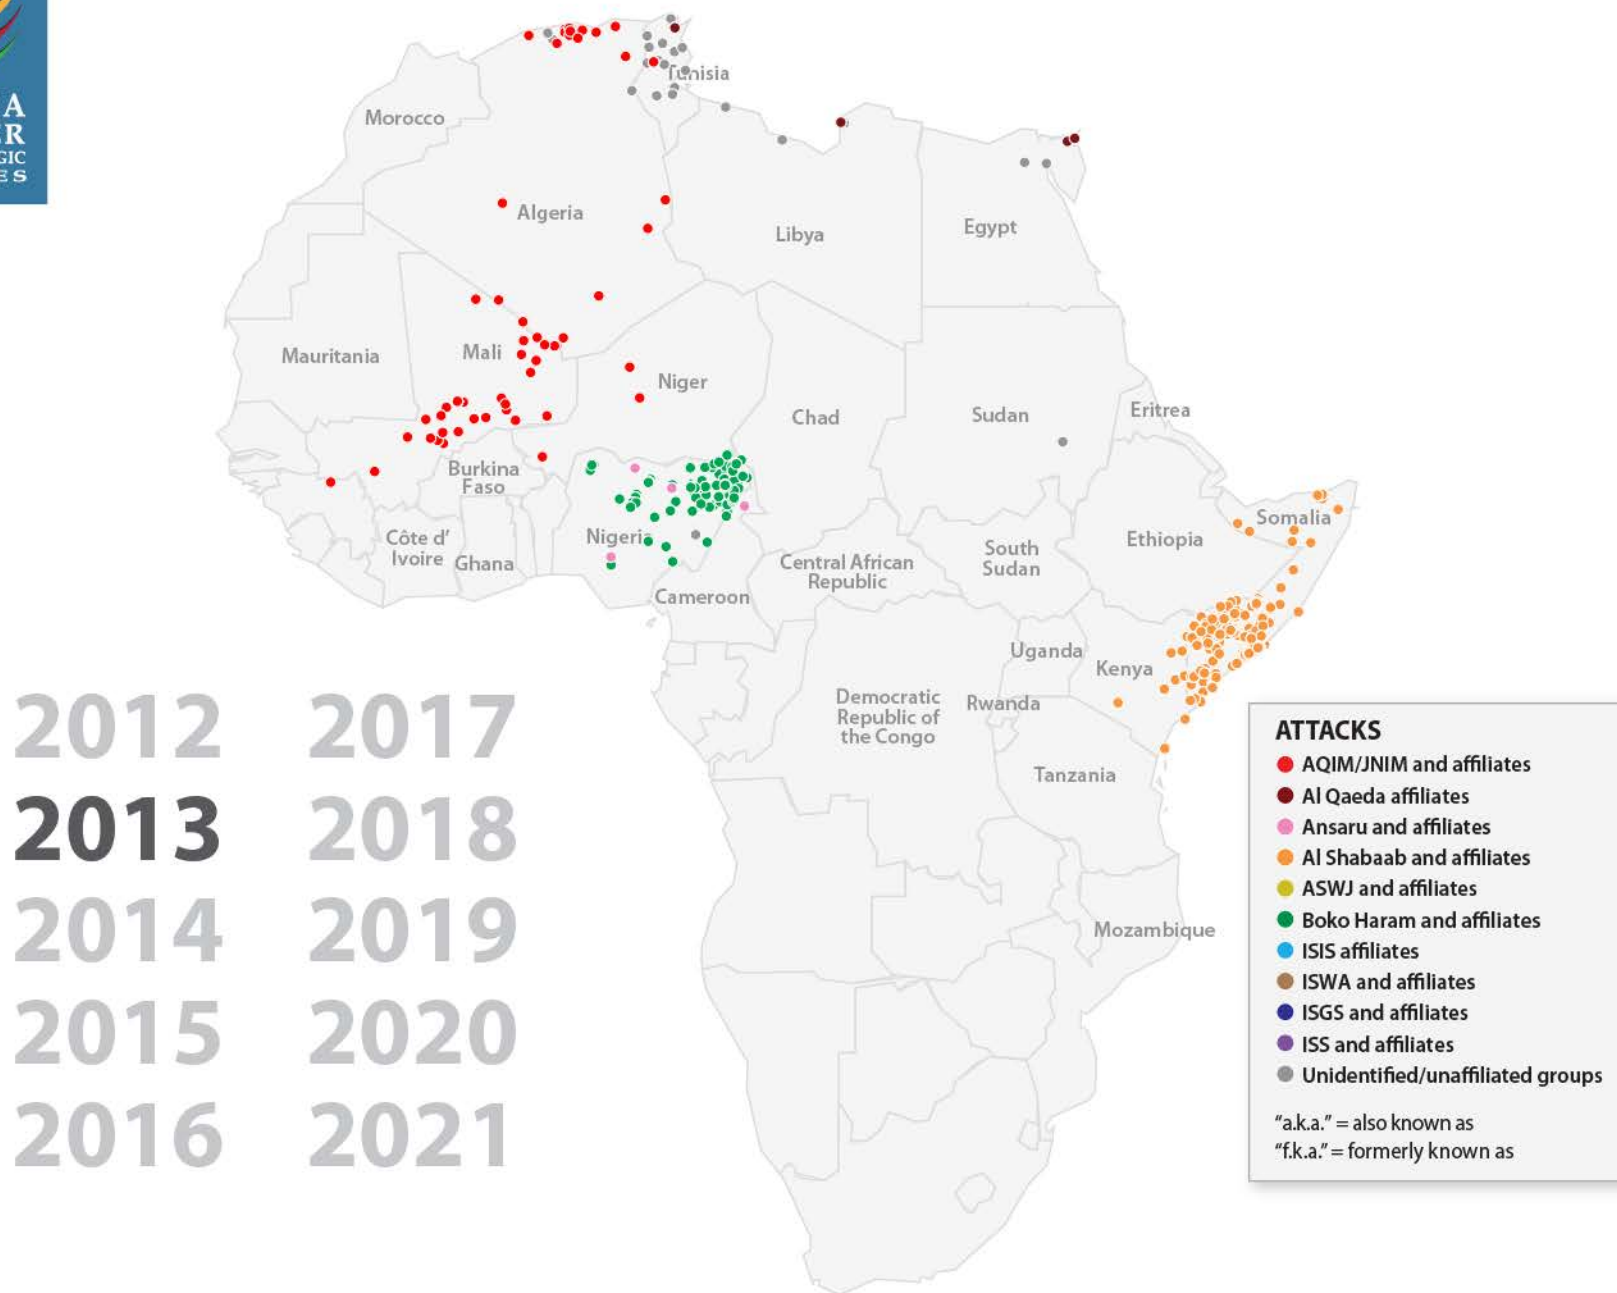 A
ER
GIC
ES
Tunisia
Morocco
Algeria
Libya
Egypt
Mauritania
Mali
Niger
Chad
Sudan
Eritrea
Burkina
Faso
Nigeria
Côte d’
Ivoire
Ghana
Somalia
Ethiopia
South
Sudan
Central African
Republic
Cameroon
Uganda
Kenya
Democratic
Republic of
the Congo
Rwanda
Tanzania
Mozambique
2012 2017
2013 2018
2014 2019
2015 2020
2016 2021
ATTACKS
AQIM/JNIM and affiliates
Al Qaeda affiliates
Ansaru and affiliates
Al Shabaab and affiliates
ASWJ and affiliates
Boko Haram and affiliates
ISIS affiliates
ISWA and affiliates
ISGS and affiliates
ISS and affiliates
Unidentified/unaffiliated groups
“a.k.a.” = also known as
“f.k.a.” = formerly known as